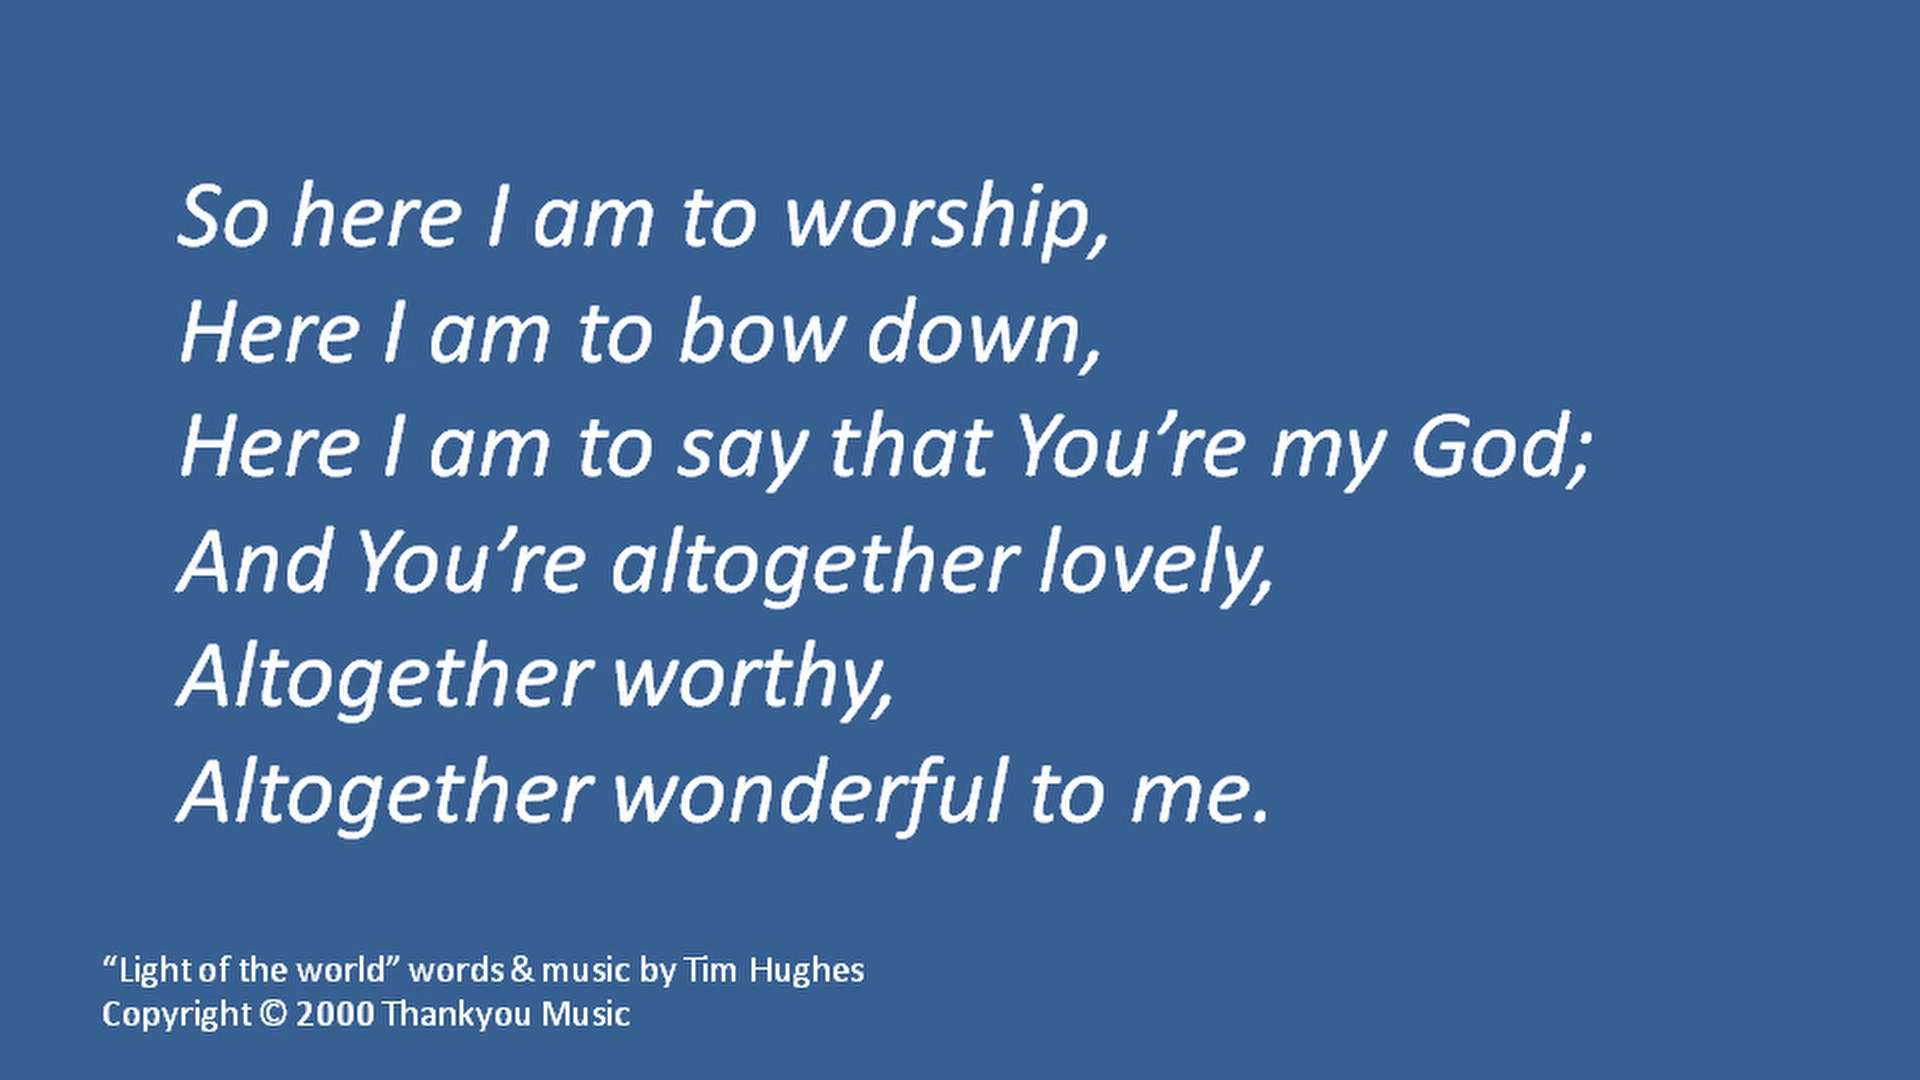 So here I am to worship,
Here I am to bow down,
Here I am to say that You’re my God;
And You’re altogether lovely,
Altogether worthy,
Altogether wonderful to me.
“Light of the world” words & music by Tim Hughes
Copyright © 2000 Thankyou Music